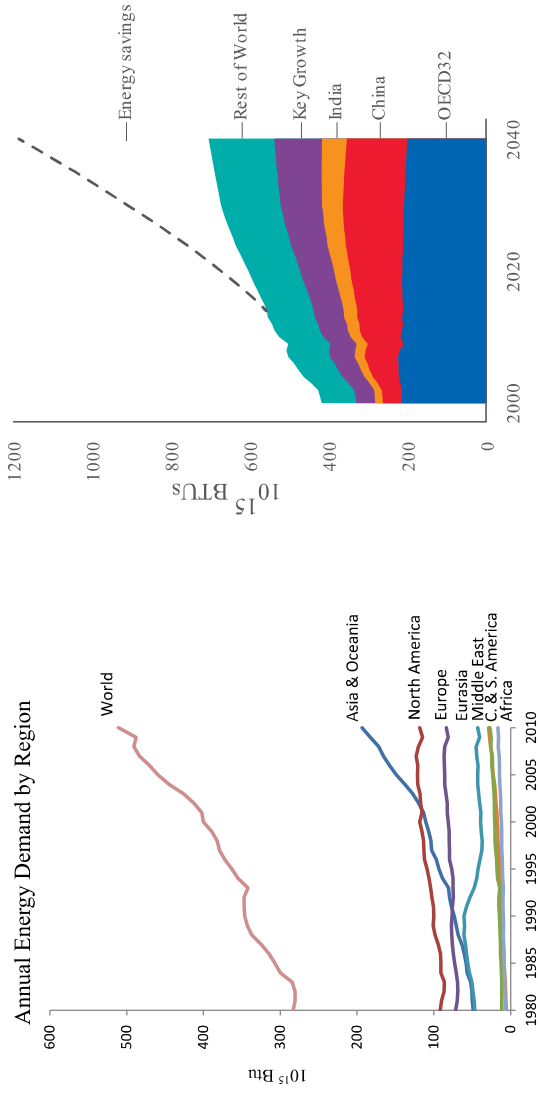 Annual Energy Demand by Region
600
500
400
300
200
100
0
10¹⁵ Btu
1980
1985
1990
1995
2000
2005
2010
World
Asia & Oceania
North America
Europe
Eurasia
Middle East
C. & S. America
Africa
1200
1000
800
600
400
200
0
10¹⁵ BTUs
2000
2020
2040
Energy savings
Rest of World
Key Growth
India
China
OECD32